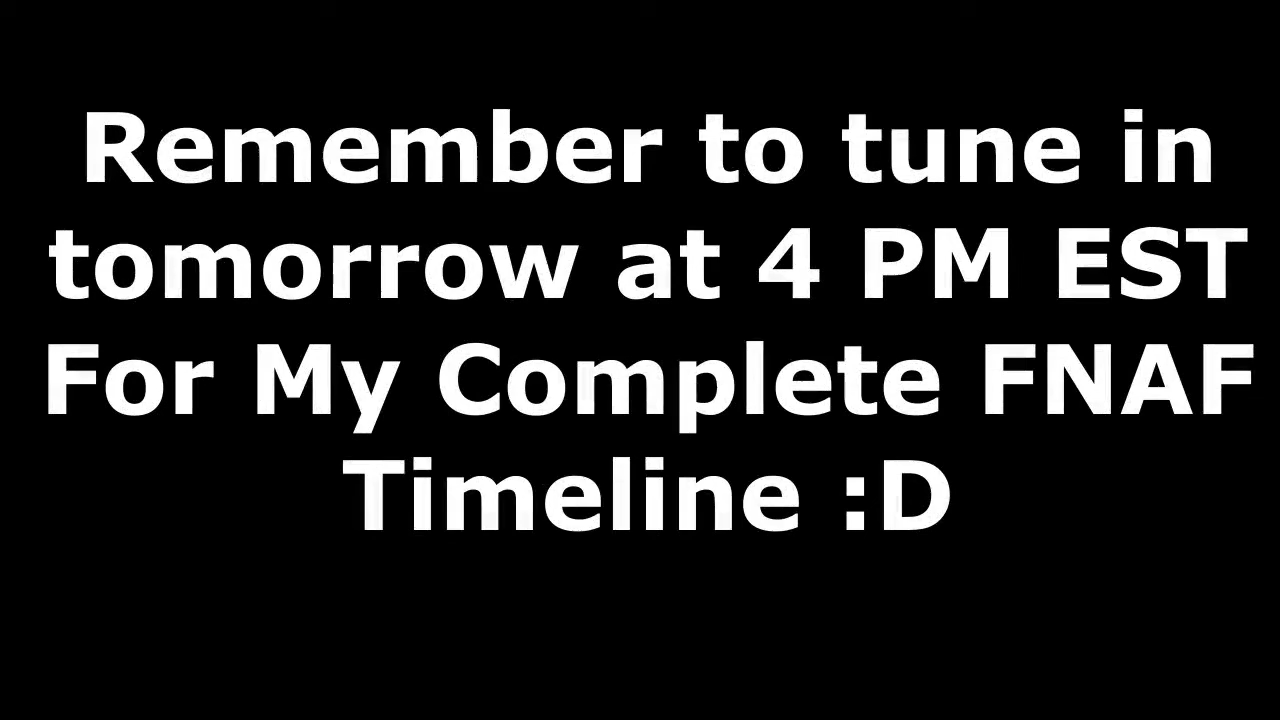 Remember to tune in
tomorrow at 4 PM EST
For My Complete FNAF
Timeline :D